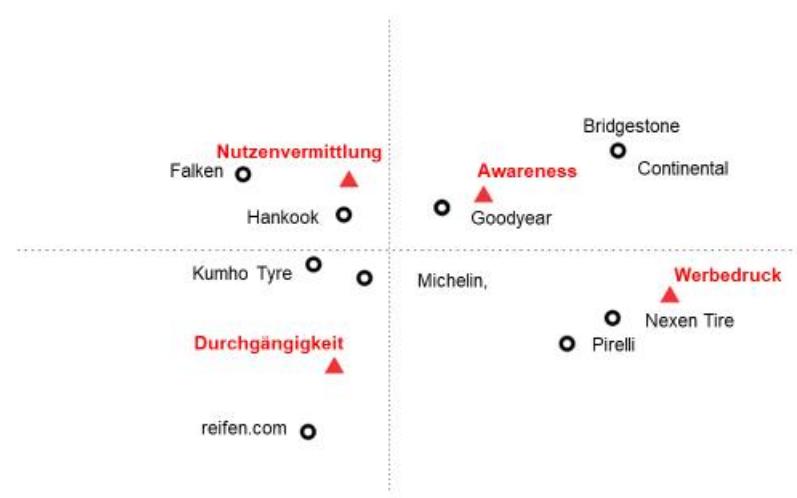 Bridgestone
Nutzenvermittlung
Falken
Awareness
Continental
Hankook
Goodyear
Kumho Tyre
Michelin,
Werbedruck
Nexen Tire
Durchgängigkeit
Pirelli
reifen.com